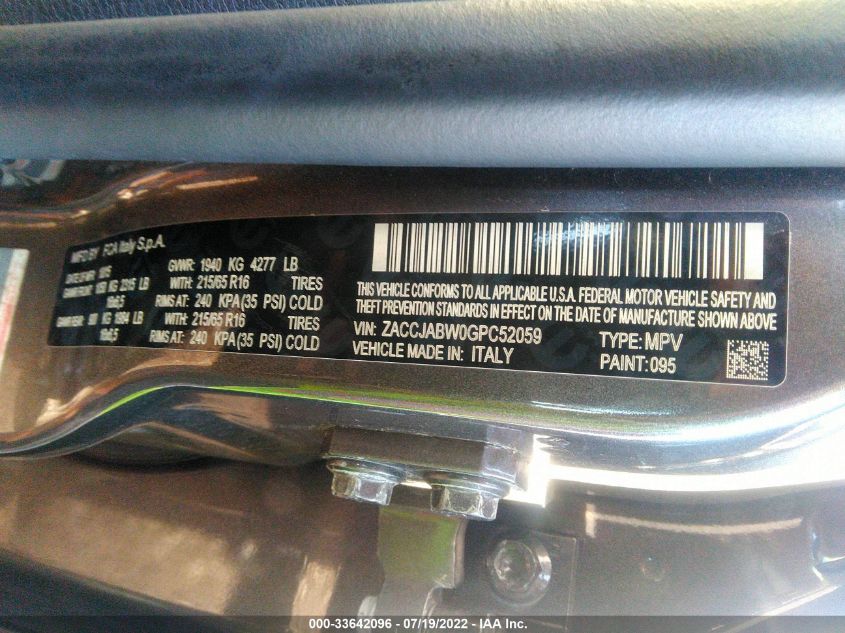 MFD BY FCA Italy S.p.A.
GVWR: 1940 KG 4277 LB
WITH: 215/65 R16 TIRES
RIMS AT: 240 KPA(35 PSI) COLD
WITH: 215/65 R16 TIRES
RIMS AT: 240 KPA(35 PSI) COLD
THIS VEHICLE CONFORMS TO ALL APPLICABLE U.S.A. FEDERAL MOTOR VEHICLE SAFETY AND
THEFT PREVENTION STANDARDS IN EFFECT ON THE DATE OF MANUFACTURE SHOWN ABOVE
VIN: ZACCJABW0GPC52059 TYPE: MPV
VEHICLE MADE IN: ITALY PAINT: 095
000-33642096 - 07/19/2022 - IAA Inc.